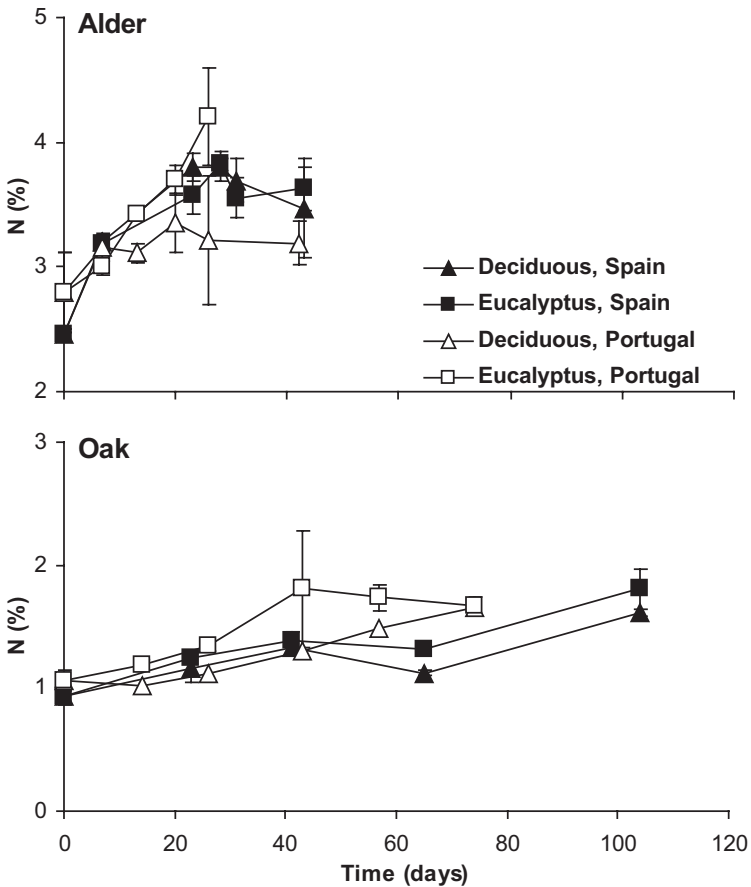 5
Alder
4
N (%)
3
Deciduous, Spain
Eucalyptus, Spain
Deciduous, Portugal
Eucalyptus, Portugal
2
3
Oak
2
N (%)
1
0
0 20 40 60 80 100 120
Time (days)